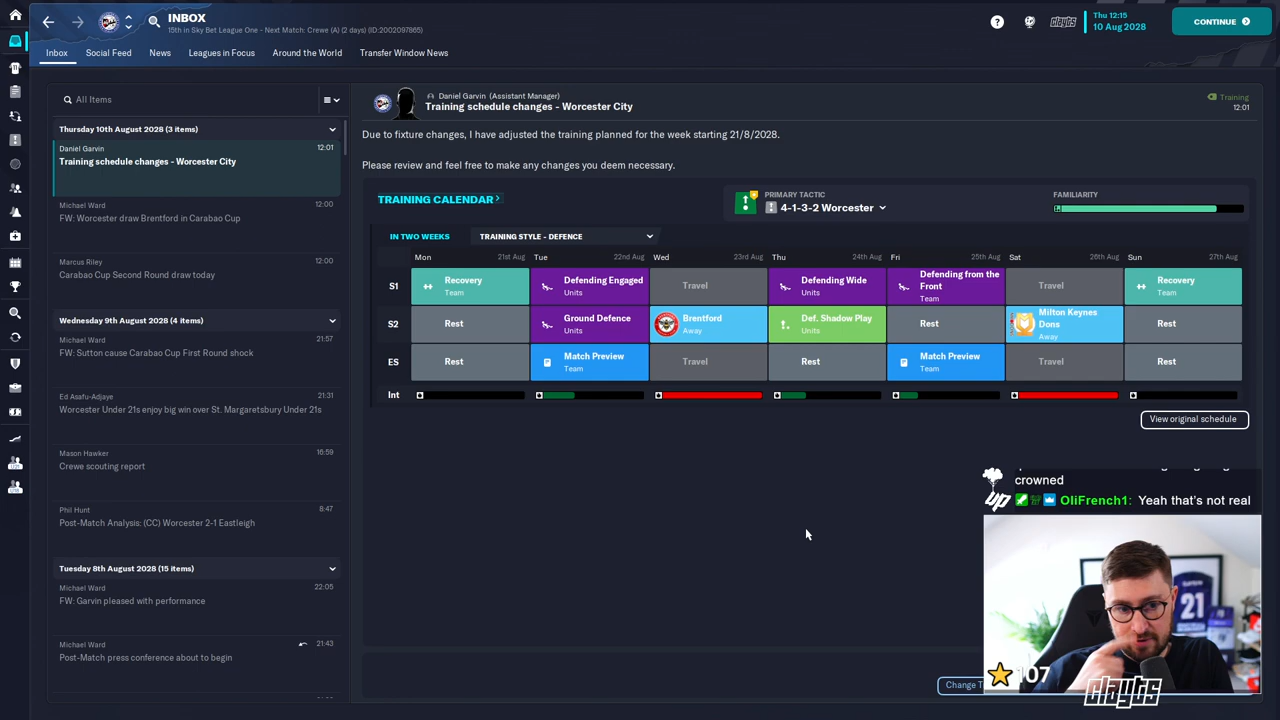 INBOX
15th in Sky Bet League One - Next Match: Crewe (A) (2 days) (ID:2002097865)
claybs
Thu 12:15
10 Aug 2028
CONTINUE
Inbox
Social Feed
News
Leagues in Focus
Around the World
Transfer Window News
All Items
Thursday 10th August 2028 (3 items)
Daniel Garvin
12:01
Training schedule changes - Worcester City
Michael Ward
12:00
FW: Worcester draw Brentford in Carabao Cup
Marcus Riley
12:00
Carabao Cup Second Round draw today
Wednesday 9th August 2028 (4 items)
Michael Ward
21:57
FW: Sutton cause Carabao Cup First Round shock
Ed Asafu-Adjaye
21:31
Worcester Under 21s enjoy big win over St. Margaretsbury Under 21s
Mason Hawker
16:59
Crewe scouting report
Phil Hunt
8:47
Post-Match Analysis: (CC) Worcester 2-1 Eastleigh
Tuesday 8th August 2028 (15 items)
Michael Ward
22:05
FW: Garvin pleased with performance
Michael Ward
21:43
Post-Match press conference about to begin
Daniel Garvin (Assistant Manager)
Training schedule changes - Worcester City
Training
12:01
Due to fixture changes, I have adjusted the training planned for the week starting 21/8/2028.
Please review and feel free to make any changes you deem necessary.
TRAINING CALENDAR
PRIMARY TACTIC
4-1-3-2 Worcester
FAMILIARITY
IN TWO WEEKS
TRAINING STYLE - DEFENCE
Mon 21st Aug Tue 22nd Aug Wed 23rd Aug Thu 24th Aug Fri 25th Aug Sat 26th Aug Sun 27th Aug
S1
Recovery
Team
Defending Engaged
Units
Travel
Defending Wide
Units
Defending from the
Front
Team
Travel
Recovery
Team
S2
Rest
Ground Defence
Units
Brentford
Away
Def. Shadow Play
Units
Rest
Milton Keynes
Dons
Away
Rest
ES
Rest
Match Preview
Team
Travel
Rest
Match Preview
Team
Travel
Rest
Int
View original schedule
crowned
UP
OliFrench1: Yeah that's not real
21
107
Change T
claybs